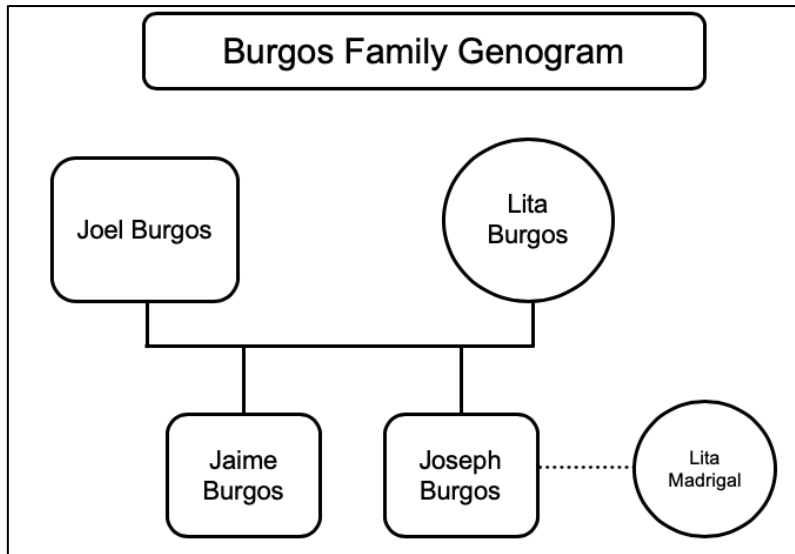 Burgos Family Genogram
Joel Burgos
Lita
Burgos
Jaime
Burgos
Joseph
Burgos
Lita
Madrigal